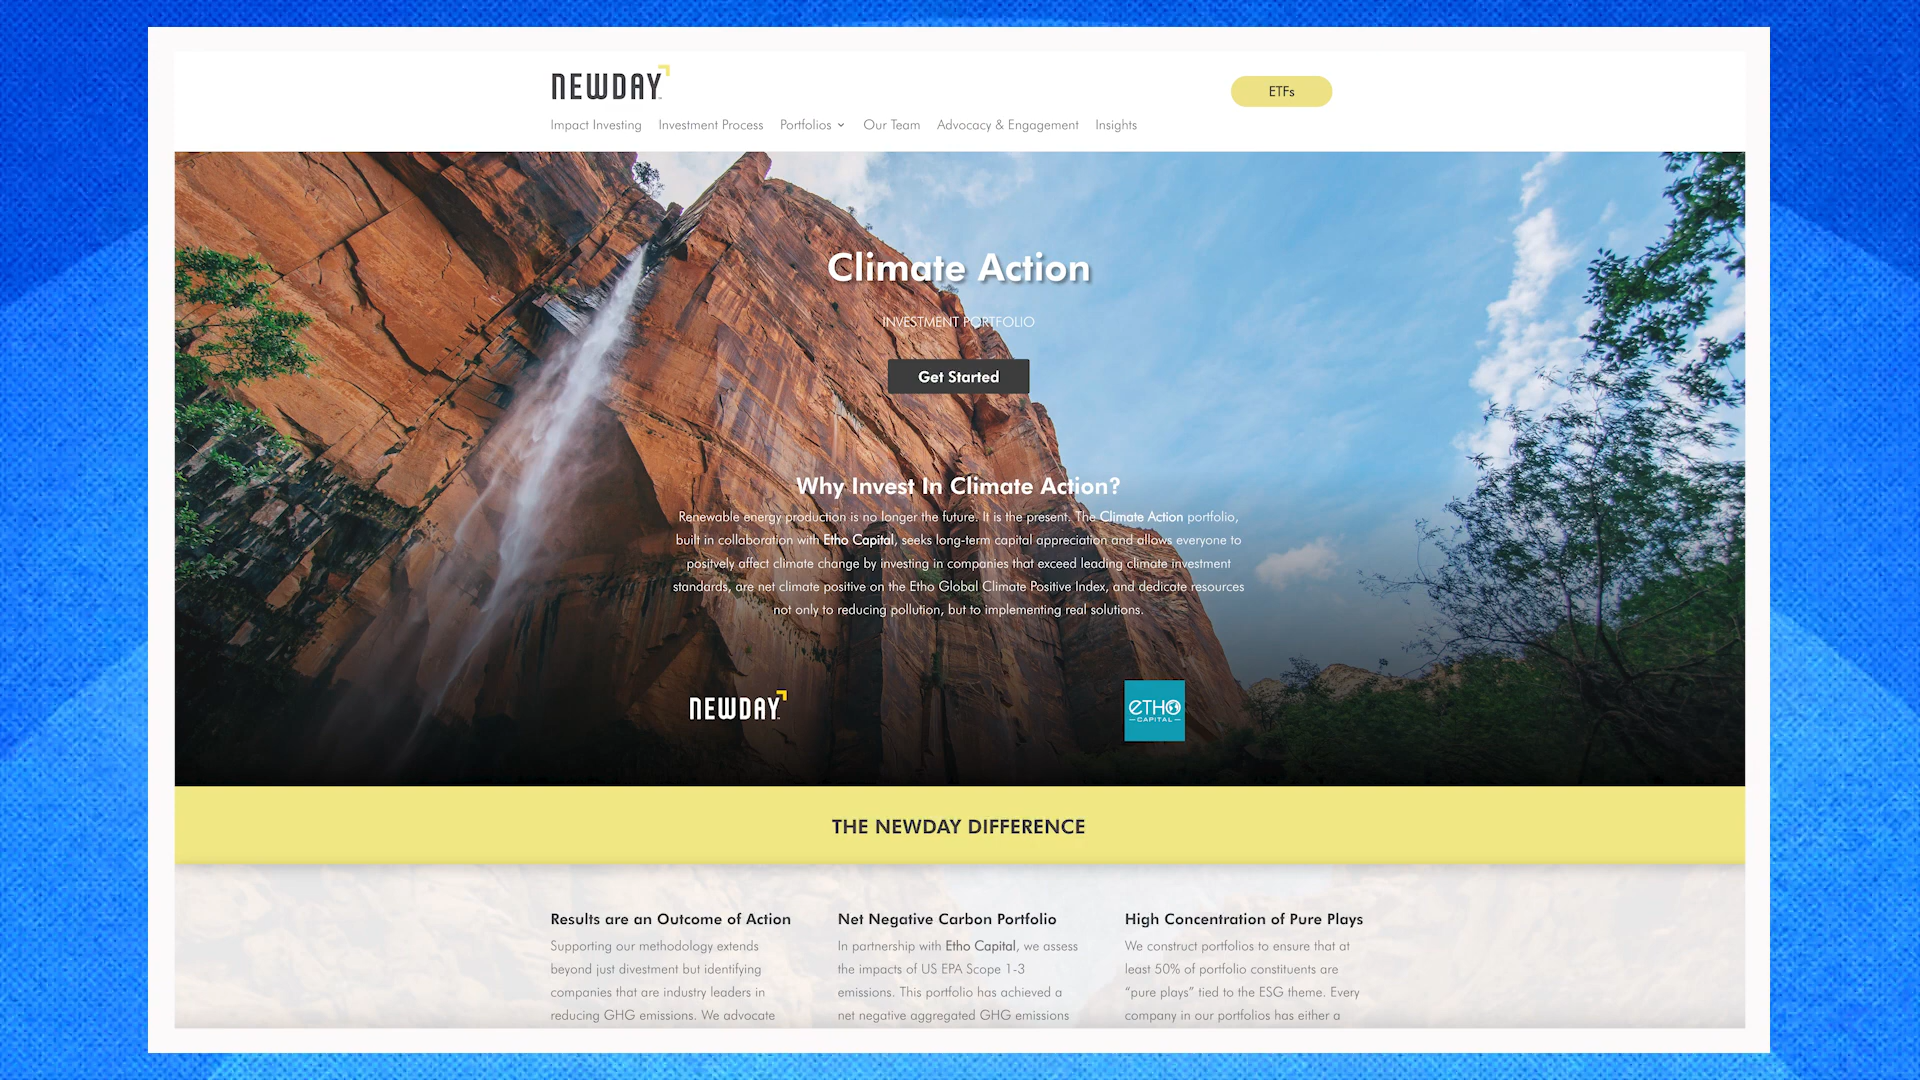 NEWDAY
ETFs
Impact Investing Investment Process Portfolios Our Team Advocacy & Engagement Insights
Climate Action
INVESTMENT PORTFOLIO
Get Started
Why Invest In Climate Action?
Renewable energy production is no longer the future. It is the present. The Climate Action portfolio,
built in collaboration with Etho Capital, seeks long-term capital appreciation and allows everyone to
positvely affect climate change by investing in companies that exceed leading climate investment
standards, are net climate positive on the Etho Global Climate Positive Index, and dedicate resources
not only to reducing pollution, but to implementing real solutions.
NEWDAY
ETHO
CAPITAL
THE NEWDAY DIFFERENCE
Results are an Outcome of Action
Supporting our methodology extends
beyond just divestment but identifying
companies that are industry leaders in
reducing GHG emissions. We advocate
Net Negative Carbon Portfolio
In partnership with Etho Capital, we assess
the impacts of US EPA Scope 1-3
emissions. This portfolio has achieved a
net negative aggregated GHG emissions
High Concentration of Pure Plays
We construct portfolios to ensure that at
least 50% of portfolio constituents are
“pure plays” tied to the ESG theme. Every
company in our portfolios has either a